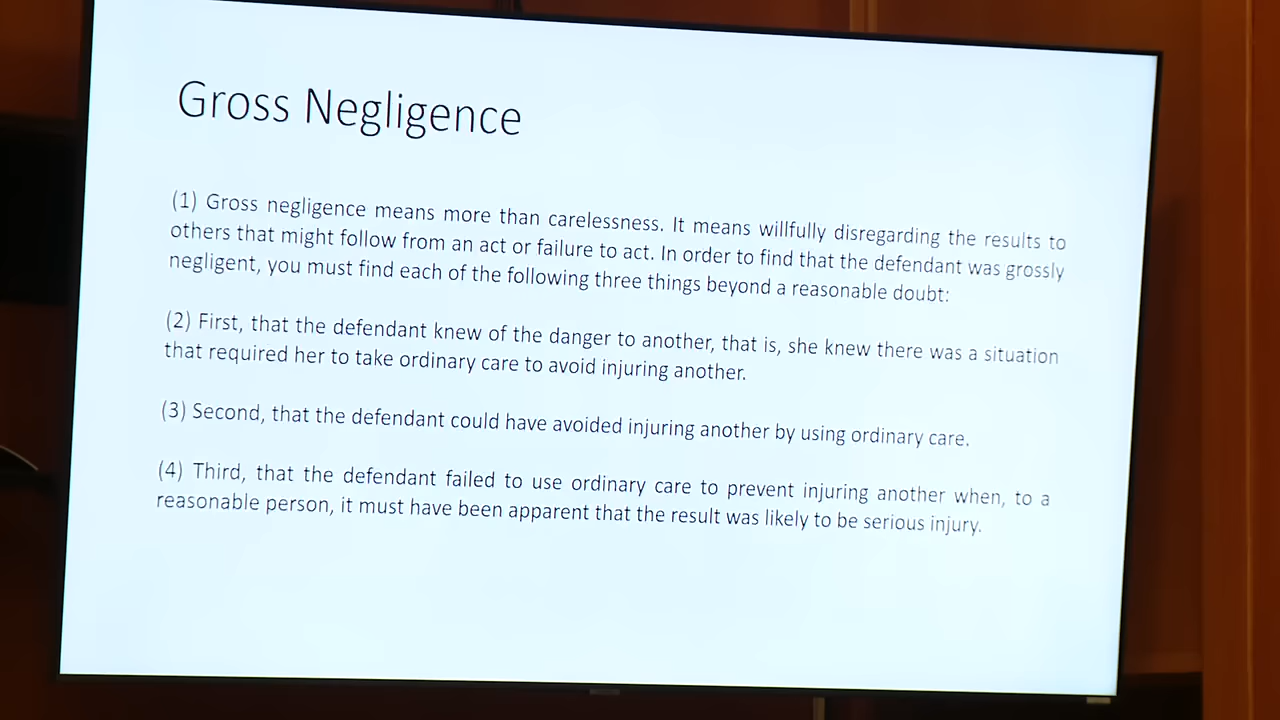 Gross Negligence
(1) Gross negligence means more than carelessness. It means willfully disregarding the results to
others that might follow from an act or failure to act. In order to find that the defendant was grossly
negligent, you must find each of the following three things beyond a reasonable doubt:
(2) First, that the defendant knew of the danger to another, that is, she knew there was a situation
that required her to take ordinary care to avoid injuring another.
(3) Second, that the defendant could have avoided injuring another by using ordinary care.
(4) Third, that the defendant failed to use ordinary care to prevent injuring another when, to a
reasonable person, it must have been apparent that the result was likely to be serious injury.